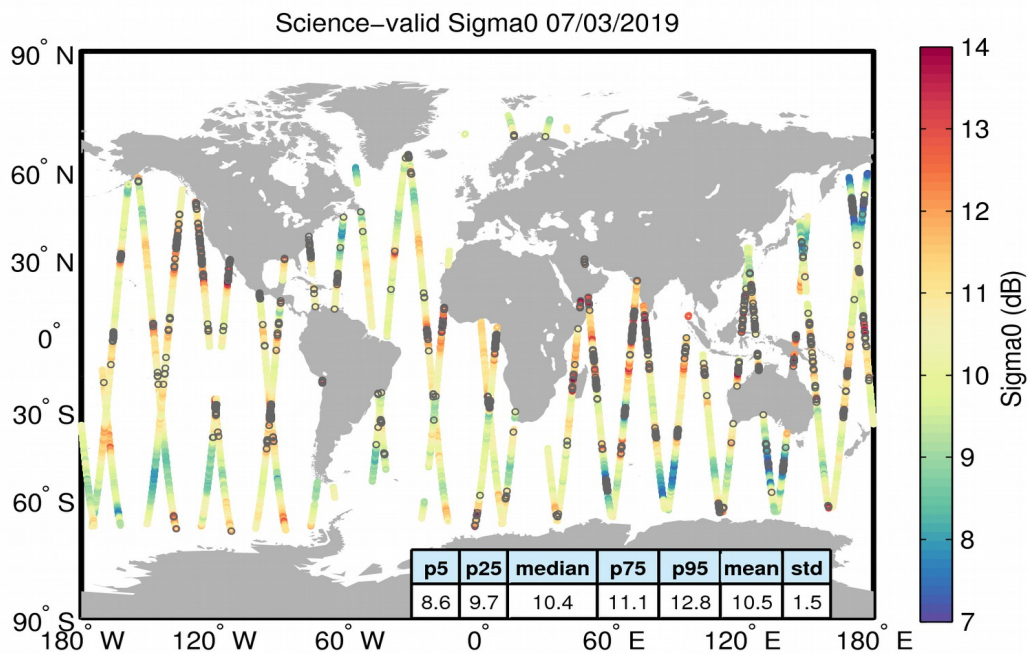 Science−valid Sigma0 07/03/2019
90° N
60° N
30° N
0°
30° S
60° S
90° S
180° W
120° W
60° W
0°
60° E
120° E
180° E
14
13
12
11
10
9
8
7
Sigma0 (dB)
p5 p25 median p75 p95 mean std
8.6 9.7 10.4 11.1 12.8 10.5 1.5